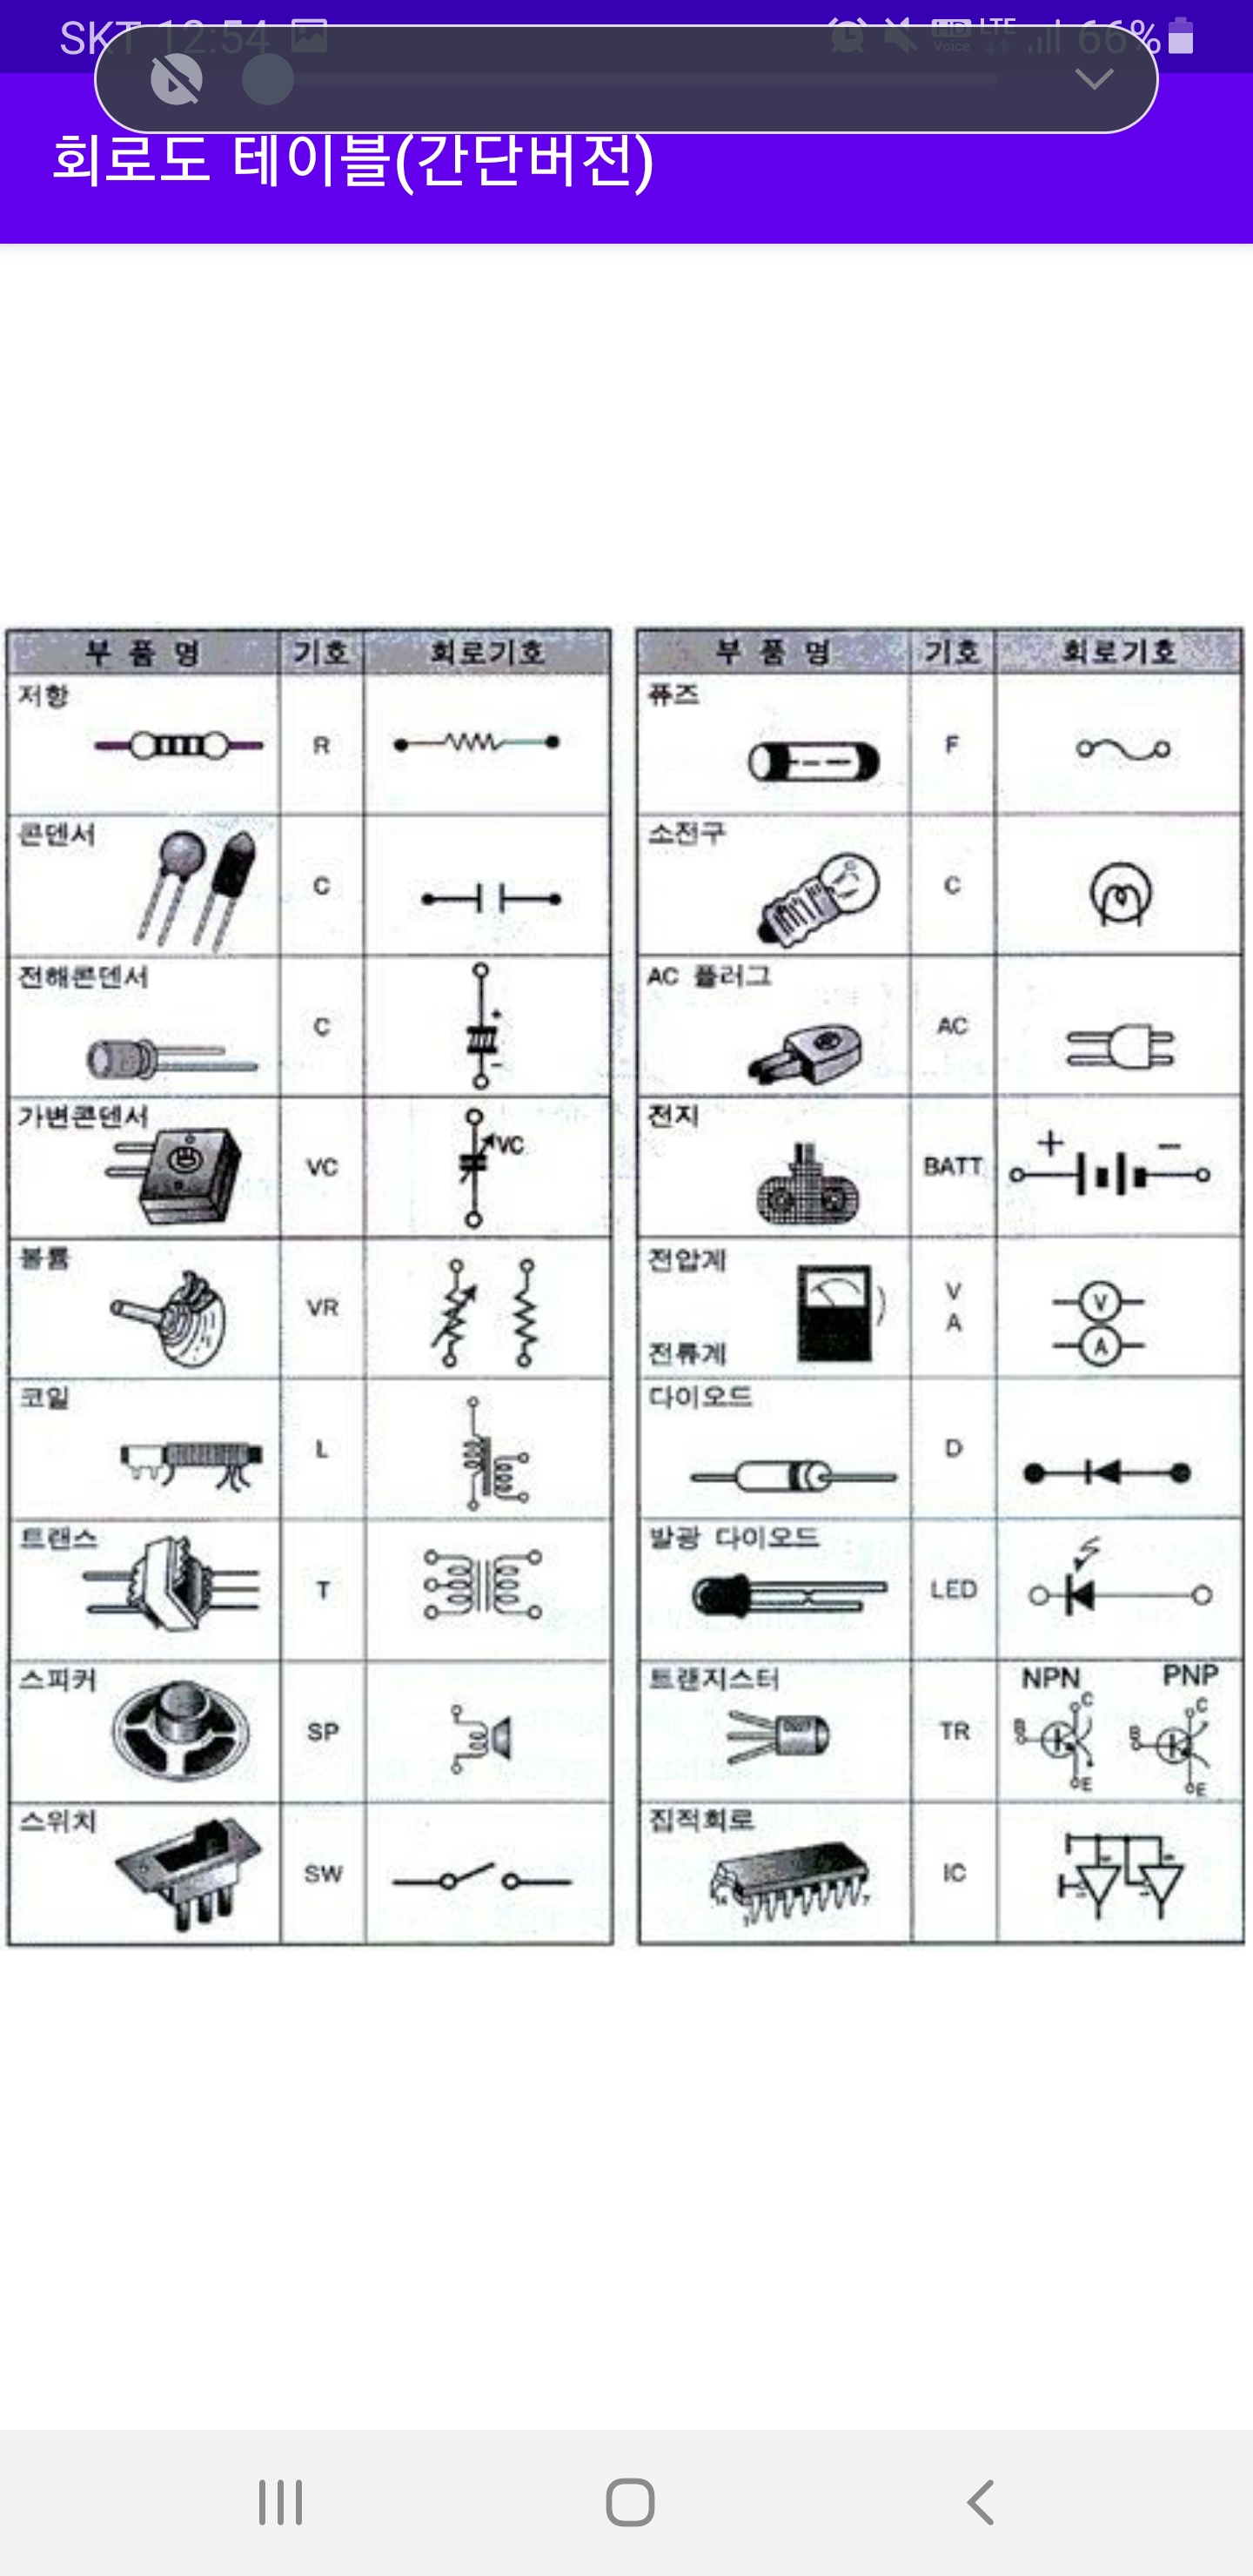 SKT 12:54
HD LTE 66%
Voice
회로도 테이블(간단버전)
부 품 명 기호 회로기호
저항 R
콘덴서 C
전해콘덴서 C
+
-
가변콘덴서 VC VC
볼륨 VR
코일 L
트랜스 T
스피커 SP
스위치 SW
부 품 명 기호 회로기호
퓨즈 F
소전구 C
AC 플러그 AC
전지 BATT + -
전압계 V V
전류계 A A
다이오드 D
발광 다이오드 LED
트랜지스터 TR NPN PNP
B C E B C E
집적회로 IC